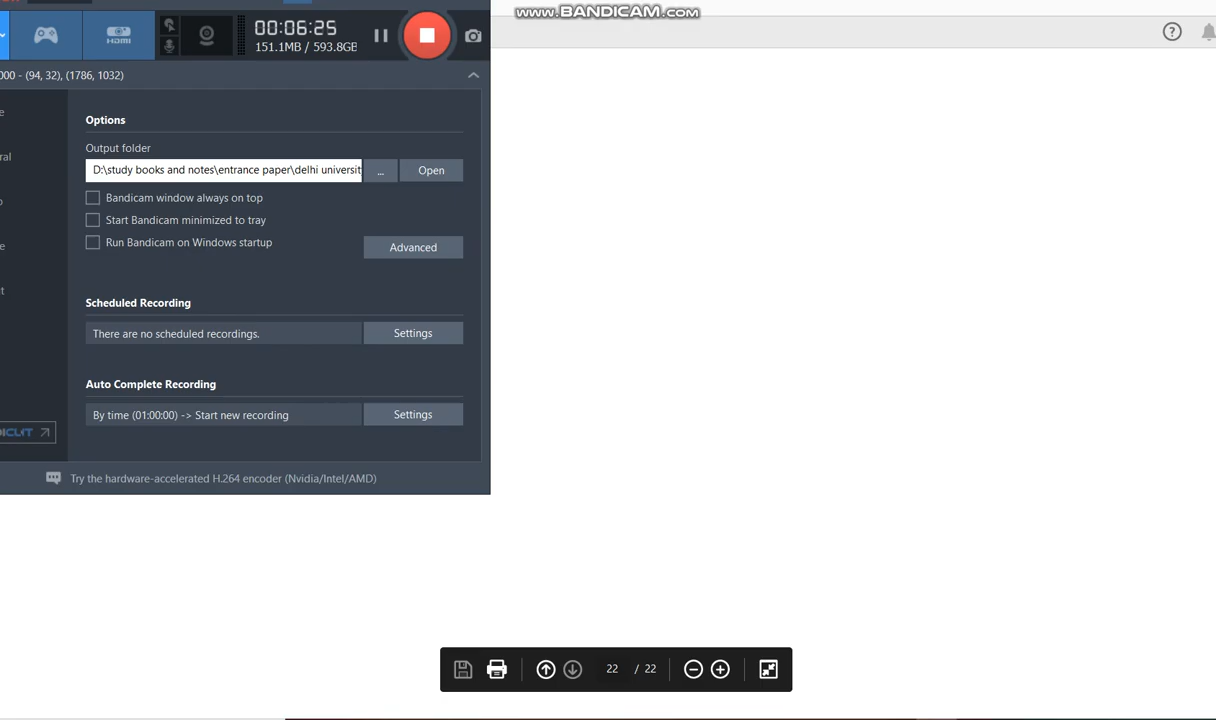 www.BANDICAM.com
HDMI
00:06:25
151.1MB / 593.8GB
000 - (94, 32), (1786, 1032)
Options
Output folder
D:\study books and notes\entrance paper\delhi universit
...
Open
Bandicam window always on top
Start Bandicam minimized to tray
Run Bandicam on Windows startup
Advanced
Scheduled Recording
There are no scheduled recordings.
Settings
Auto Complete Recording
By time (01:00:00) -> Start new recording
Settings
Try the hardware-accelerated H.264 encoder (Nvidia/Intel/AMD)
22 / 22